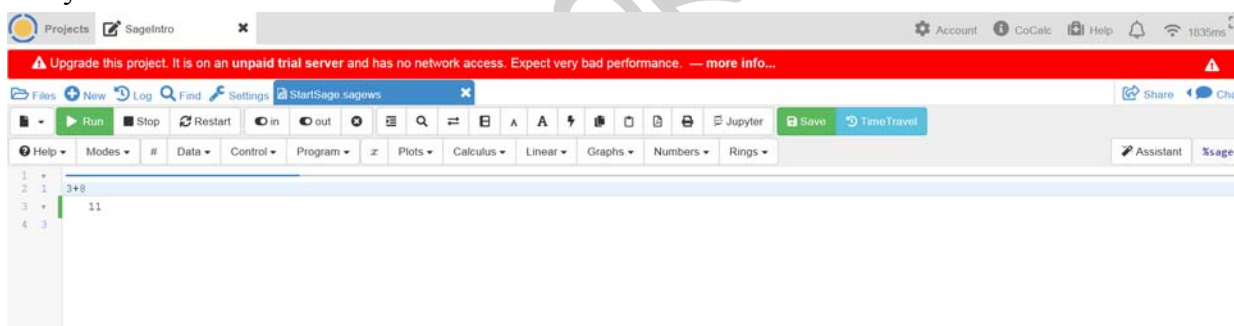 Projects SageIntro Account CoCalc Help 1835ms
Upgrade this project. It is on an unpaid trial server and has no network access. Expect very bad performance. — more info...
Files New Log Find Settings StartSage.sagews Share Cha
Run Stop Restart in out A A Jupyter Save TimeTravel
Help Modes # Data Control Program x Plots Calculus Linear Graphs Numbers Rings Assistant %sage
1
2 1 3+8
3 11
4 3